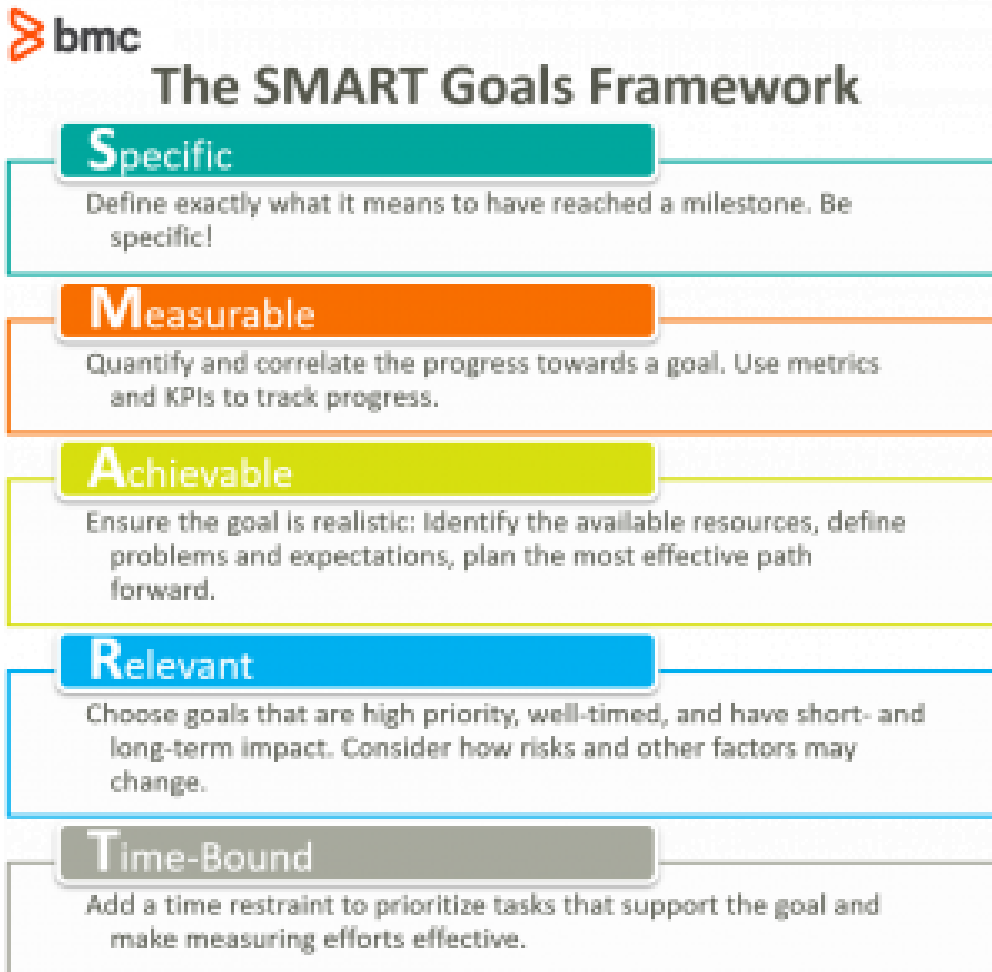 bmc
The SMART Goals Framework
Specific
Define exactly what it means to have reached a milestone. Be
specific!
Measurable
Quantify and correlate the progress towards a goal. Use metrics
and KPIs to track progress.
Achievable
Ensure the goal is realistic: Identify the available resources, define
problems and expectations, plan the most effective path
forward.
Relevant
Choose goals that are high priority, well-timed, and have short- and
long-term impact. Consider how risks and other factors may
change.
Time-Bound
Add a time restraint to prioritize tasks that support the goal and
make measuring efforts effective.